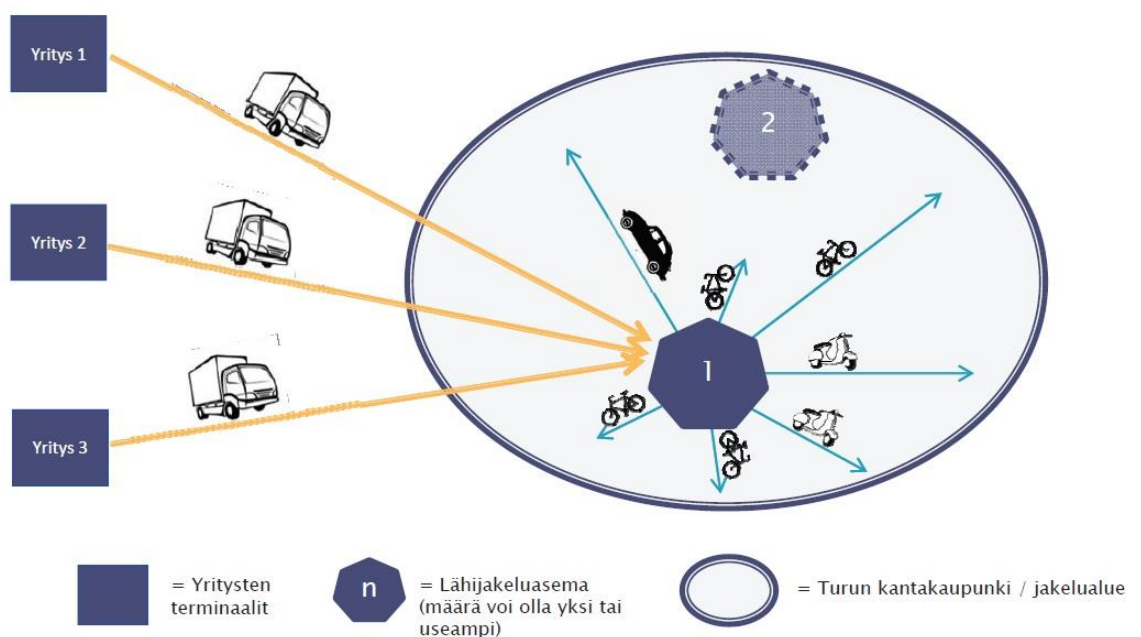 Yritys 1
Yritys 2
Yritys 3
2
1
= Yritysten
terminaalit
n
= Lähijakeluasema
(määrä voi olla yksi tai
useampi)
= Turun kantakaupunki / jakelualue